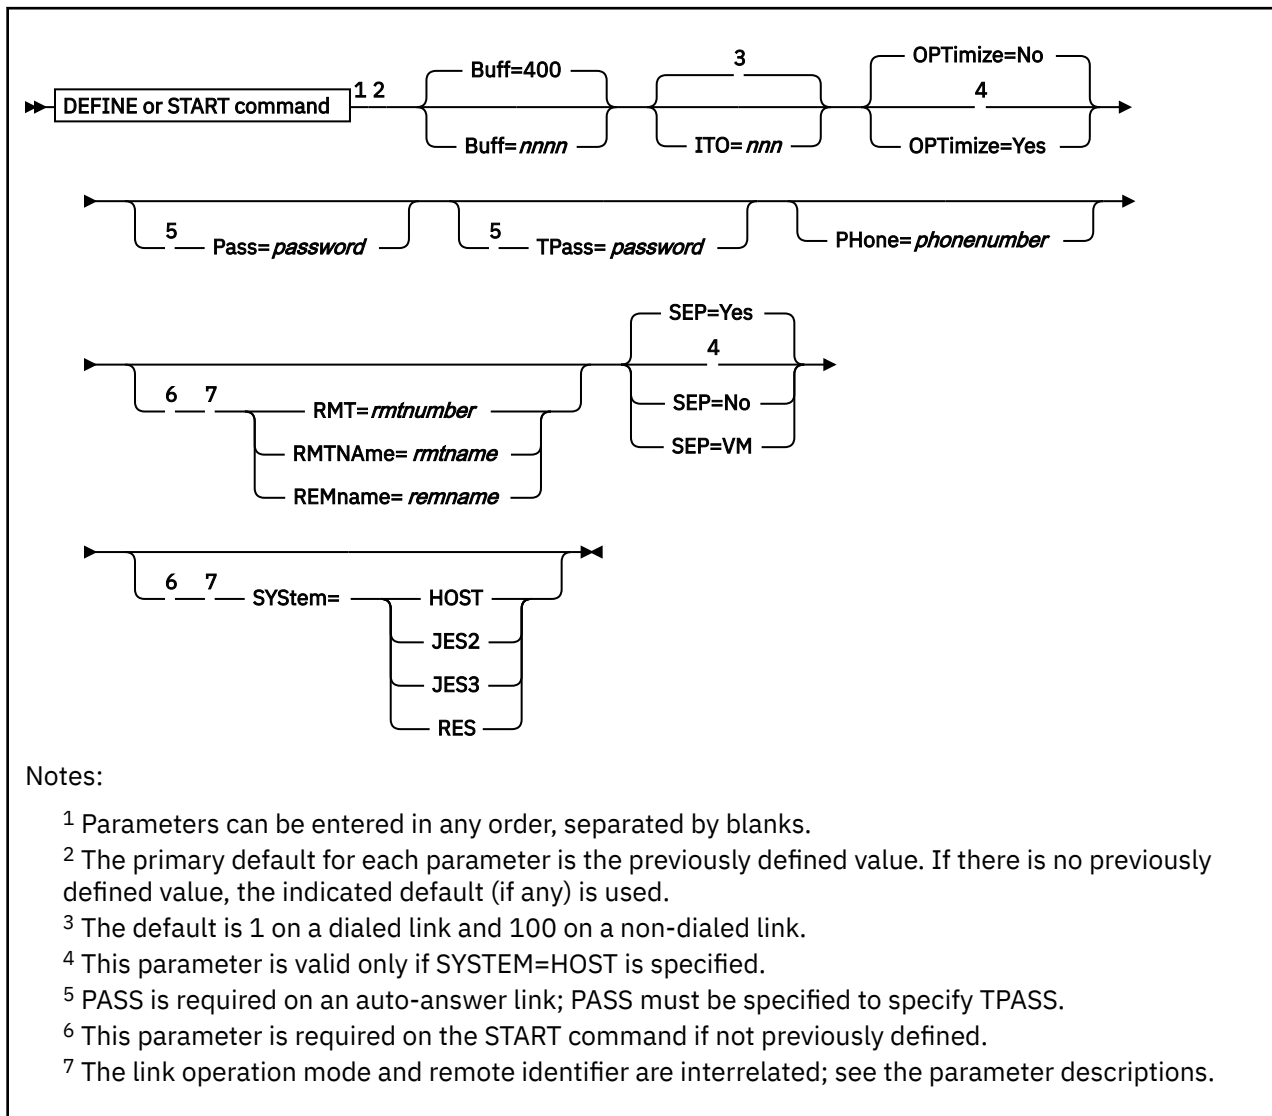 3
OPTimize=No
Buff=400
DEFINE or START command 1 2
4
Buff=nnnn
ITO=nnn
OPTimize=Yes
5 Pass=password
5 TPass=password
PHone=phonenumber
SEP=Yes
4
6 7
RMT=rmtnumber
SEP=No
RMTNAme=rmtname
SEP=VM
REMname=remname
6 7 SYStem=
HOST
JES2
JES3
RES
Notes:
1 Parameters can be entered in any order, separated by blanks.
2 The primary default for each parameter is the previously defined value. If there is no previously
defined value, the indicated default (if any) is used.
3 The default is 1 on a dialed link and 100 on a non-dialed link.
4 This parameter is valid only if SYSTEM=HOST is specified.
5 PASS is required on an auto-answer link; PASS must be specified to specify TPASS.
6 This parameter is required on the START command if not previously defined.
7 The link operation mode and remote identifier are interrelated; see the parameter descriptions.